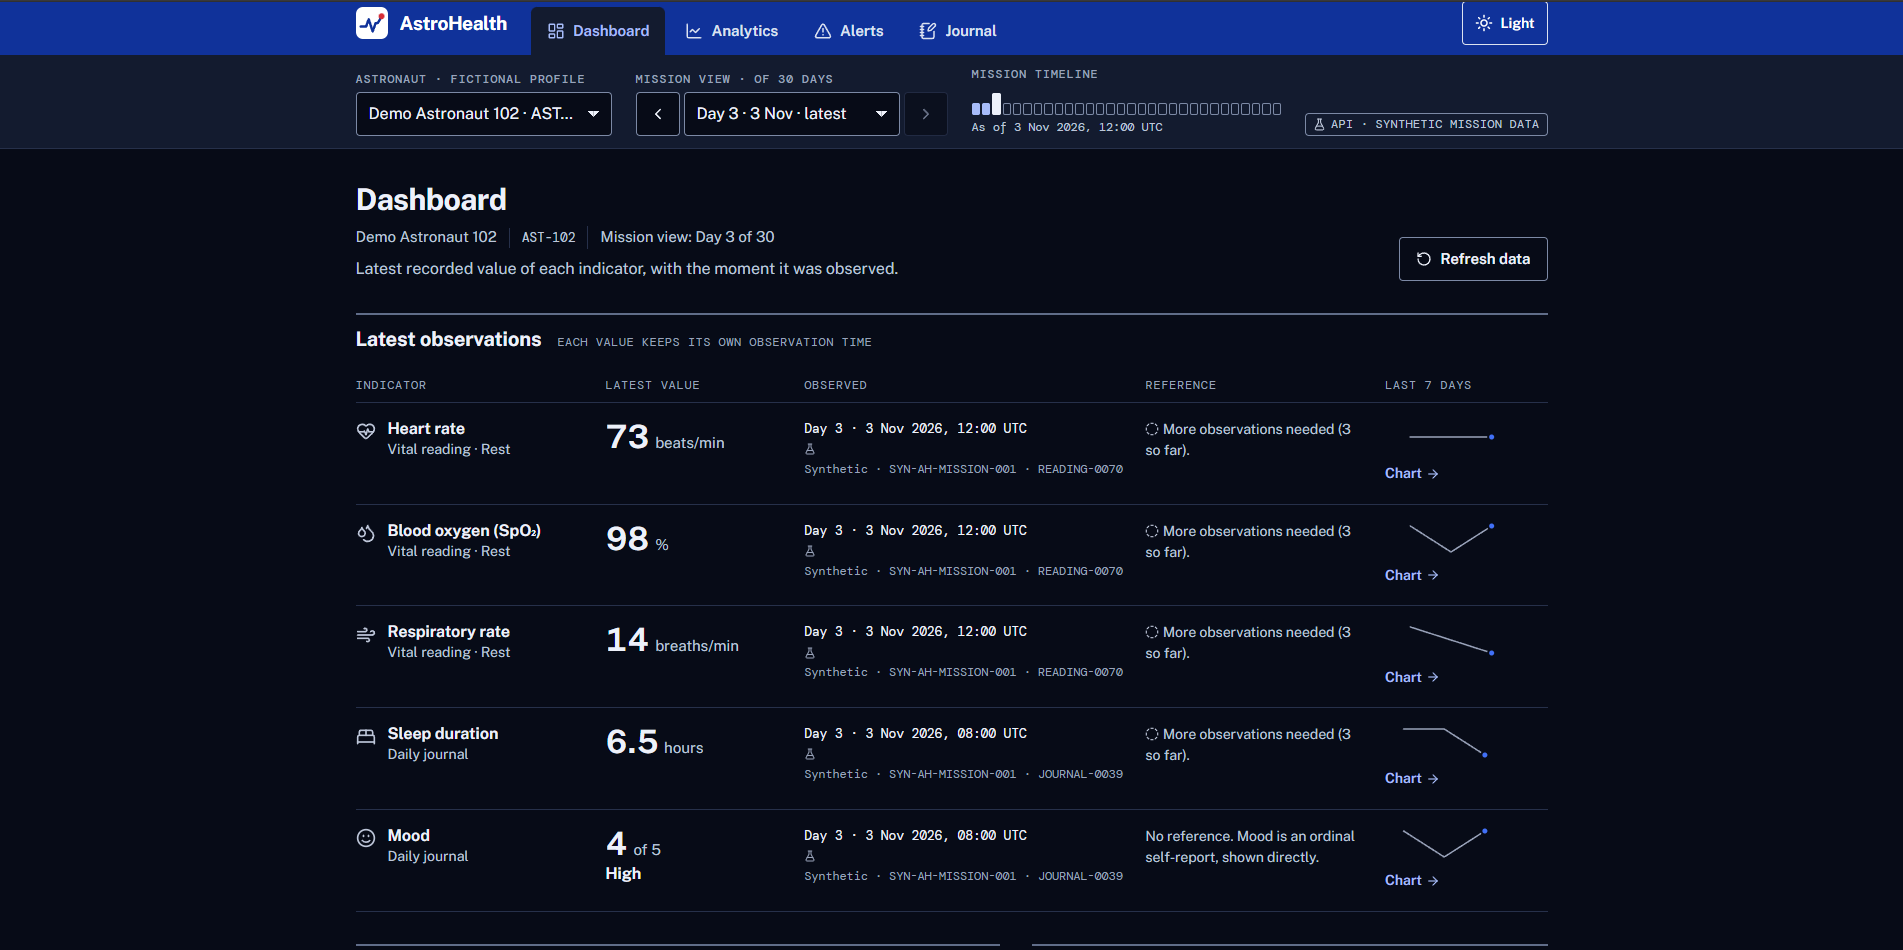 AstroHealth
Dashboard
Analytics
Alerts
Journal
Light
ASTRONAUT · FICTIONAL PROFILE
Demo Astronaut 102 · AST...
MISSION VIEW · OF 30 DAYS
Day 3 · 3 Nov · latest
MISSION TIMELINE
As of 3 Nov 2026, 12:00 UTC
API · SYNTHETIC MISSION DATA
Dashboard
Demo Astronaut 102 AST-102 Mission view: Day 3 of 30
Latest recorded value of each indicator, with the moment it was observed.
Refresh data
Latest observations EACH VALUE KEEPS ITS OWN OBSERVATION TIME
INDICATOR LATEST VALUE OBSERVED REFERENCE LAST 7 DAYS
Heart rate
Vital reading · Rest
73 beats/min
Day 3 · 3 Nov 2026, 12:00 UTC
Synthetic · SYN-AH-MISSION-001 · READING-0070
More observations needed (3
so far).
Chart →
Blood oxygen (SpO₂)
Vital reading · Rest
98 %
Day 3 · 3 Nov 2026, 12:00 UTC
Synthetic · SYN-AH-MISSION-001 · READING-0070
More observations needed (3
so far).
Chart →
Respiratory rate
Vital reading · Rest
14 breaths/min
Day 3 · 3 Nov 2026, 12:00 UTC
Synthetic · SYN-AH-MISSION-001 · READING-0070
More observations needed (3
so far).
Chart →
Sleep duration
Daily journal
6.5 hours
Day 3 · 3 Nov 2026, 08:00 UTC
Synthetic · SYN-AH-MISSION-001 · JOURNAL-0039
More observations needed (3
so far).
Chart →
Mood
Daily journal
4 of 5
High
Day 3 · 3 Nov 2026, 08:00 UTC
Synthetic · SYN-AH-MISSION-001 · JOURNAL-0039
No reference. Mood is an ordinal
self-report, shown directly.
Chart →